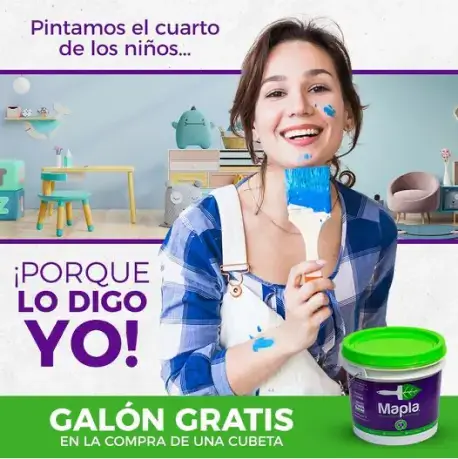 Pintamos el cuarto
de los niños...
¡PORQUE
LO DIGO
YO!
Mapla
GALÓN GRATIS
EN LA COMPRA DE UNA CUBETA